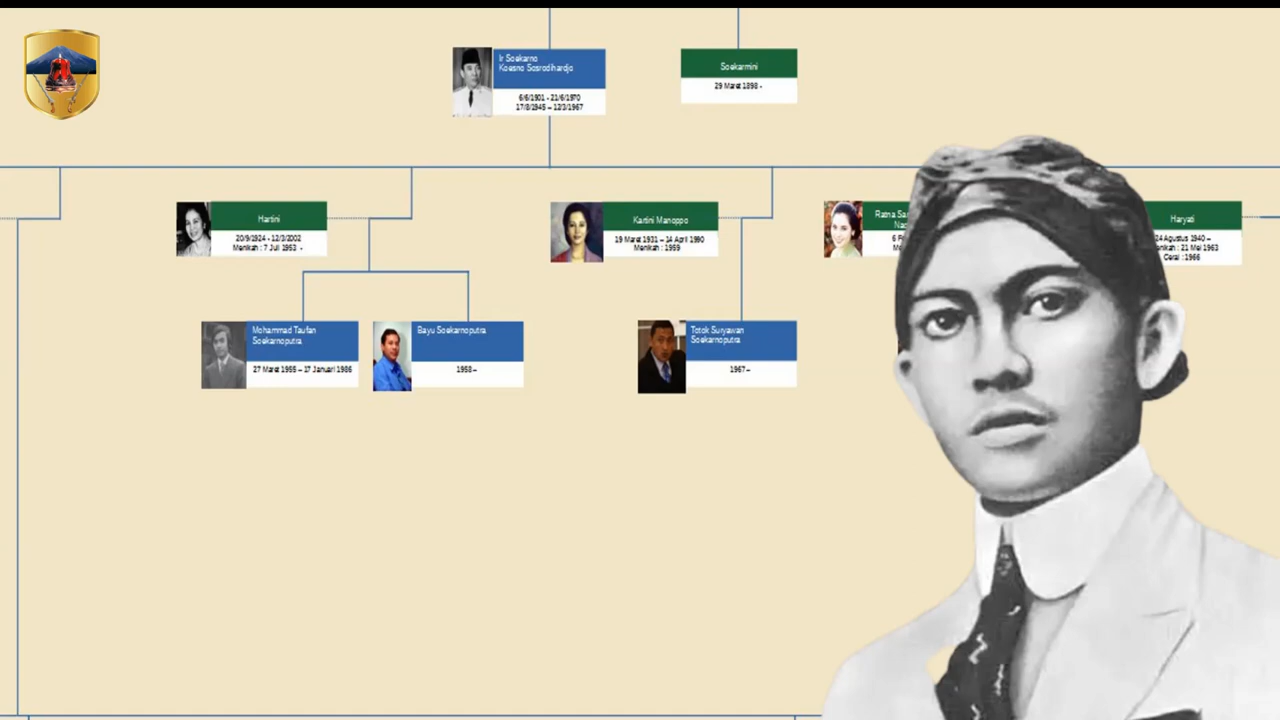 Ir Soekarno
Koesno Sosrodihardjo
6/6/1901 - 21/6/1970
17/8/1945 – 12/3/1967
Soekarmini
29 Maret 1898 -
Hartini
20/9/1924 - 12/3/2002
Menikah : 7 Juli 1953 -
Kartini Manoppo
19 Maret 1931 – 14 April 1990
Menikah : 1959
Ratna
6
Haryati
24 Agustus 1940 –
: 21 Mei 1963
Cerai : 1966
Mohammad Taufan
Soekarnoputra
27 Maret 1955 – 17 Januari 1986
Bayu Soekarnoputra
1958 –
Totok Suryawan
Soekarnoputra
1967 –